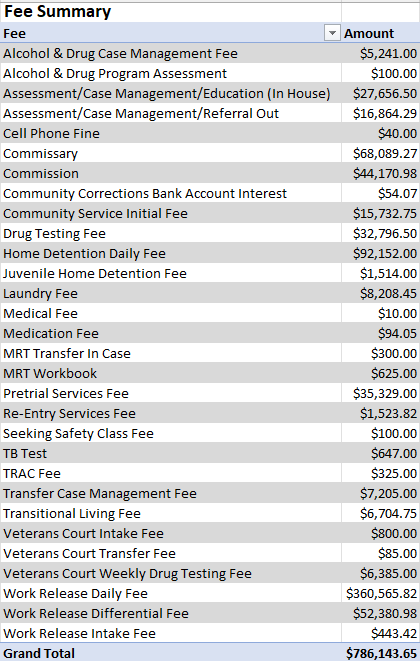 Fee Summary
Fee Amount
Alcohol & Drug Case Management Fee $5,241.00
Alcohol & Drug Program Assessment $100.00
Assessment/Case Management/Education (In House) $27,656.50
Assessment/Case Management/Referral Out $16,864.29
Cell Phone Fine $40.00
Commissary $68,089.27
Commission $44,170.98
Community Corrections Bank Account Interest $54.07
Community Service Initial Fee $15,732.75
Drug Testing Fee $32,796.50
Home Detention Daily Fee $92,152.00
Juvenile Home Detention Fee $1,514.00
Laundry Fee $8,208.45
Medical Fee $10.00
Medication Fee $94.05
MRT Transfer In Case $300.00
MRT Workbook $625.00
Pretrial Services Fee $35,329.00
Re-Entry Services Fee $1,523.82
Seeking Safety Class Fee $100.00
TB Test $647.00
TRAC Fee $325.00
Transfer Case Management Fee $7,205.00
Transitional Living Fee $6,704.75
Veterans Court Intake Fee $800.00
Veterans Court Transfer Fee $85.00
Veterans Court Weekly Drug Testing Fee $6,385.00
Work Release Daily Fee $360,565.82
Work Release Differential Fee $52,380.98
Work Release Intake Fee $443.42
Grand Total $786,143.65